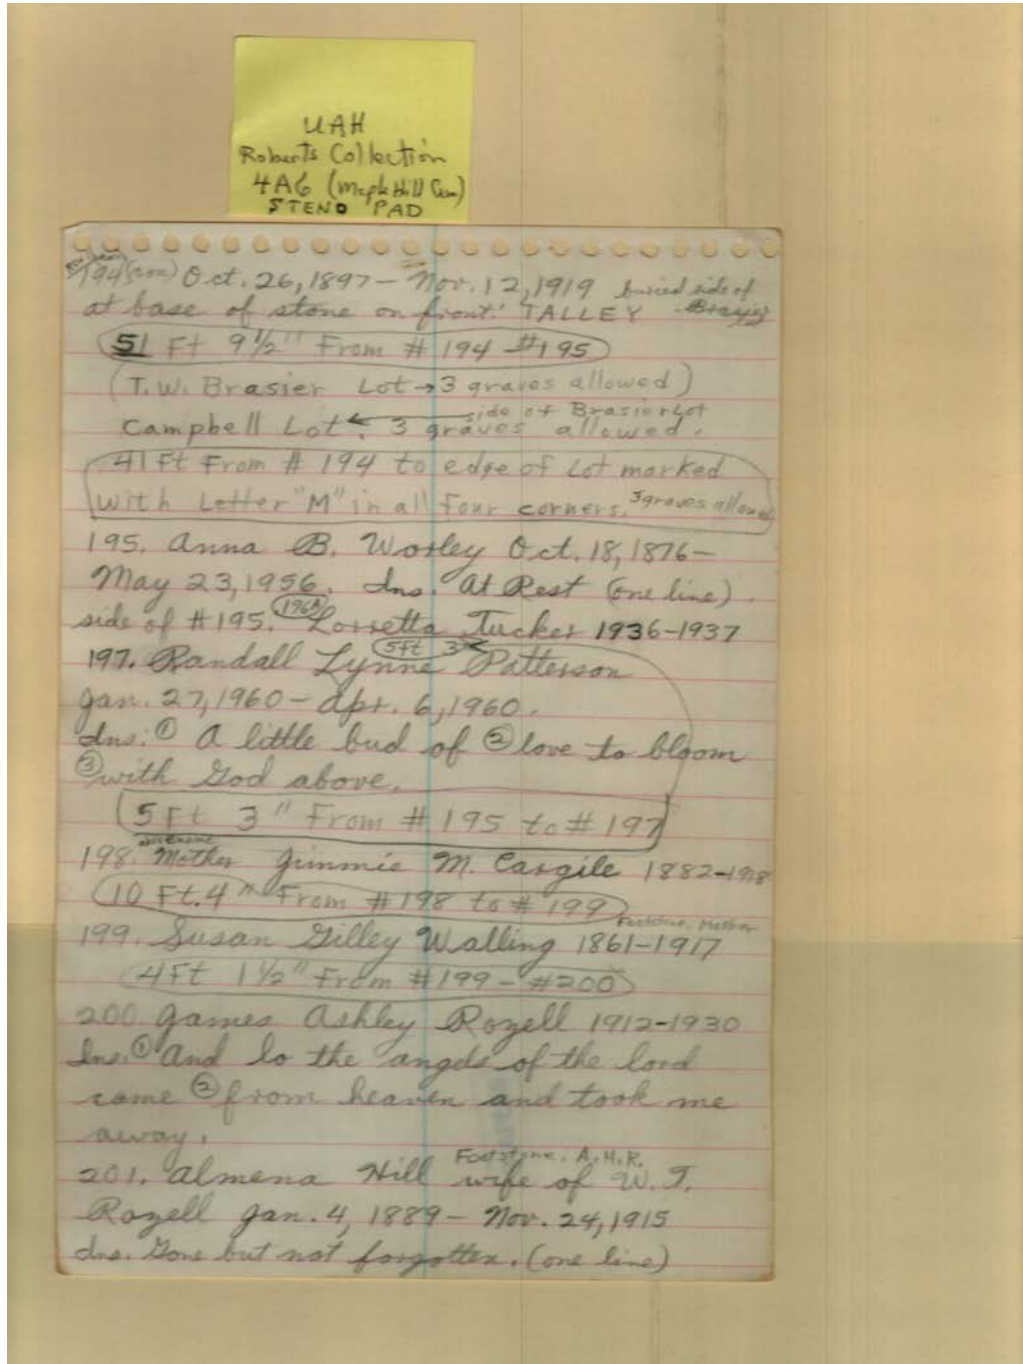 UAH
Roberts Collection
4A6 (Maple Hill Cem)
STENO PAD
194 (con) Oct. 26, 1897 – Nov. 12, 1919 buried side of
at base of stone on front: TALLEY
51 Ft 9½" From # 194 #195
(T.W. Brasier Lot → 3 graves allowed)
side of Brasier Lot
Campbell Lot. 3 graves allowed.
41 Ft From # 194 to edge of Lot marked
With Letter "M" in all four corners. 3 graves allowed
195. Anna B. Worley Oct. 18, 1876 –
May 23, 1956. Ins. At Rest (one line).
side of #195. 196A Lorretta Tucker 1936–1937
5ft 3"
197. Randall Lynne Patterson
Jan. 27, 1960 – Apr. 6, 1960.
Ins: ① A little bud of ② love to bloom
③ with God above.
5 Ft 3" From # 195 to # 197
198. Mother Jimmie M. Cargile 1882–
10 Ft. 4" From #198 to # 199
Footstone, Mother
199. Susan Gilley Walling 1861–1917
4 Ft 1½" From #199 – #200
200. James Ashley Rozell 1912–1930
Ins. ① And lo the angels of the lord
came ② from heaven and took me
away.
Footstone, A.H.R.
201. Almena Hill wife of W.T.
Rozell Jan. 4, 1889 – Nov. 24, 1915
Ins. Gone but not forgotten. (one line)